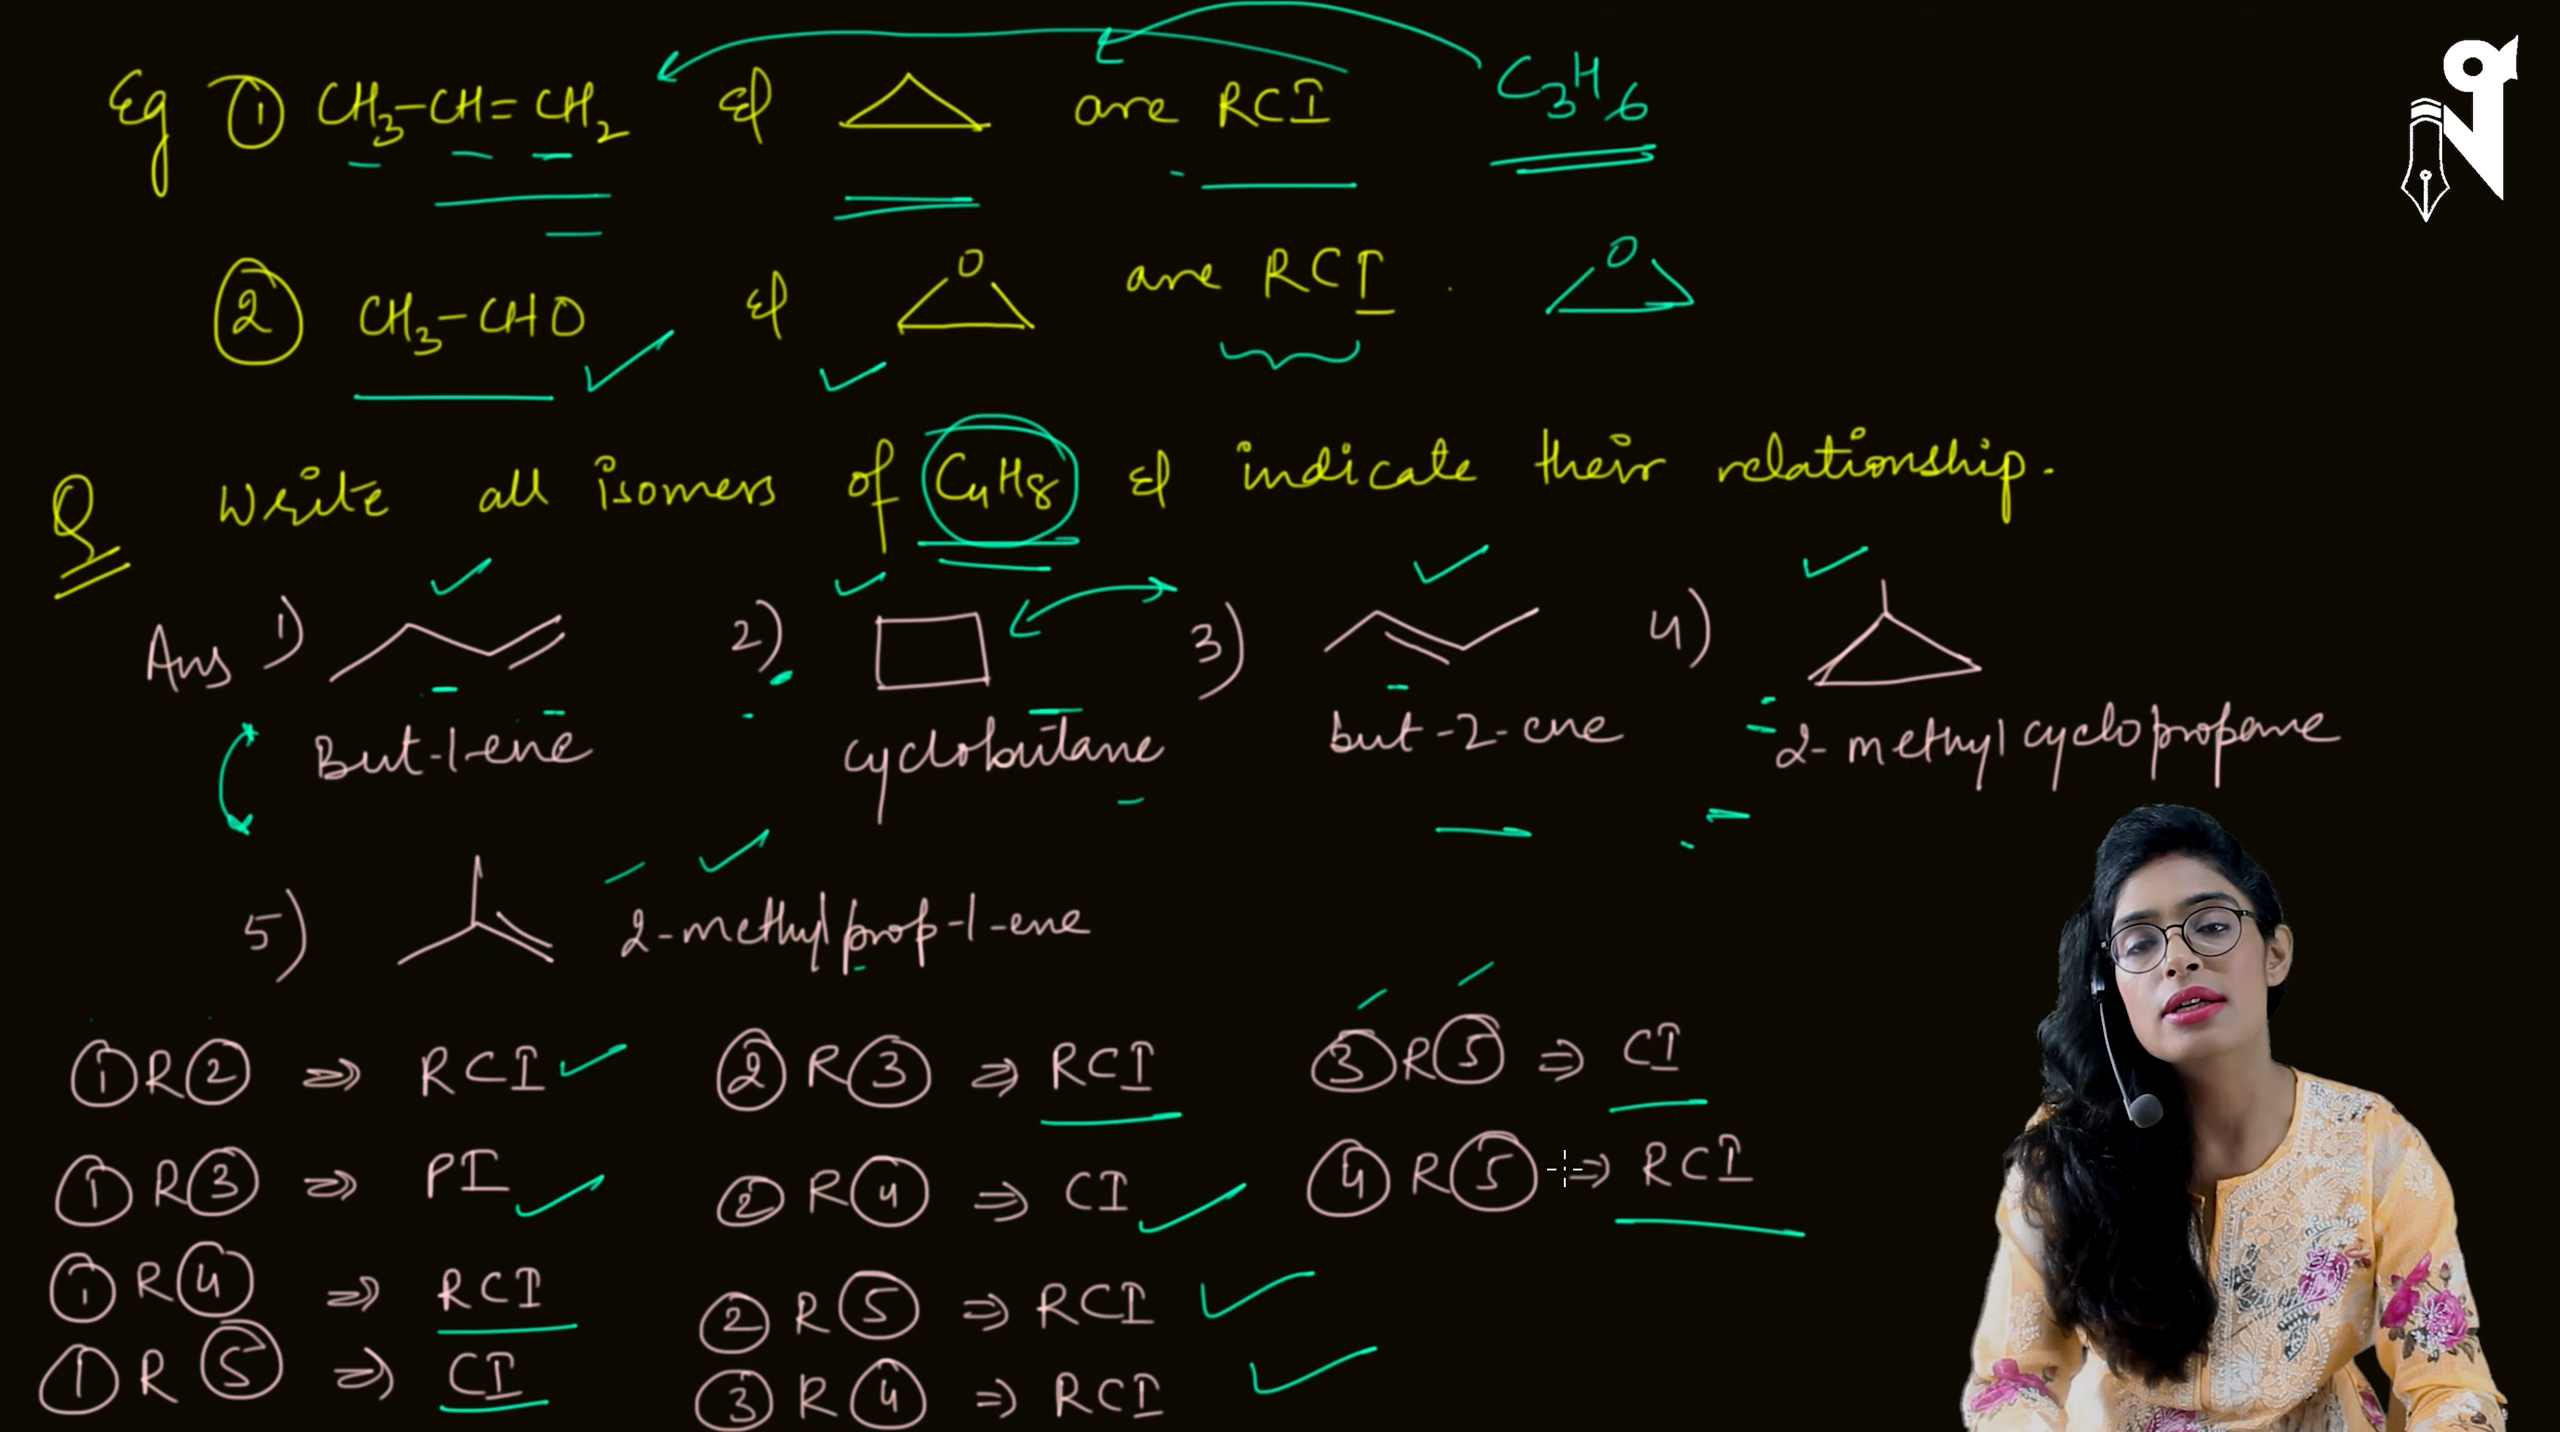 Eg ① CH₃-CH=CH₂ & are RCI C₃H₆
② CH₃-CHO & O are RCI. O
Q Write all isomers of C₄H₈ & indicate their relationship.
Ans 1) 2) 3) 4)
But-1-ene cyclobutane but-2-ene 2-methyl cyclopropane
5) 2-methylprop-1-ene
① R ② ⇒ RCI ② R ③ ⇒ RCI ③ R ⑤ ⇒ CI
① R ③ ⇒ PI ② R ④ ⇒ CI ④ R ⑤ ⇒ RCI
① R ④ ⇒ RCI ② R ⑤ ⇒ RCI
① R ⑤ ⇒ CI ③ R ④ ⇒ RCI